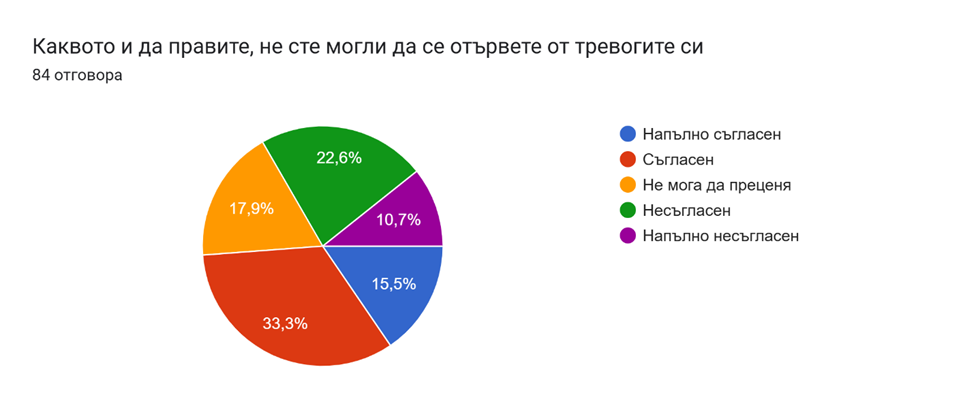 Каквото и да правите, не сте могли да се отървете от тревогите си
84 отговора
22,6%
17,9%
10,7%
15,5%
33,3%
Напълно съгласен
Съгласен
Не мога да преценя
Несъгласен
Напълно несъгласен